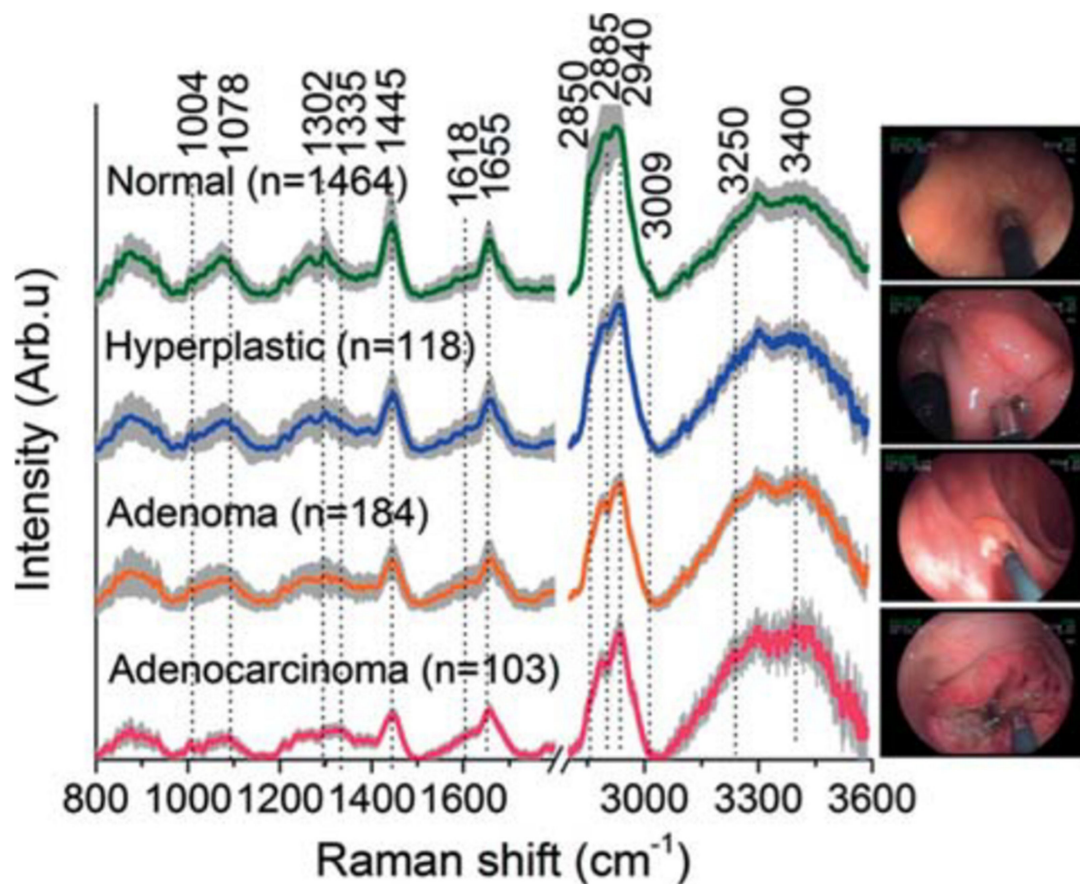 1004
1078
1302
1335
1445
1618
1655
2850
2885
2940
3009
3250
3400
Normal (n=1464)
Hyperplastic (n=118)
Adenoma (n=184)
Adenocarcinoma (n=103)
Intensity (Arb.u)
800 1000 1200 1400 1600 3000 3300 3600
Raman shift (cm⁻¹)